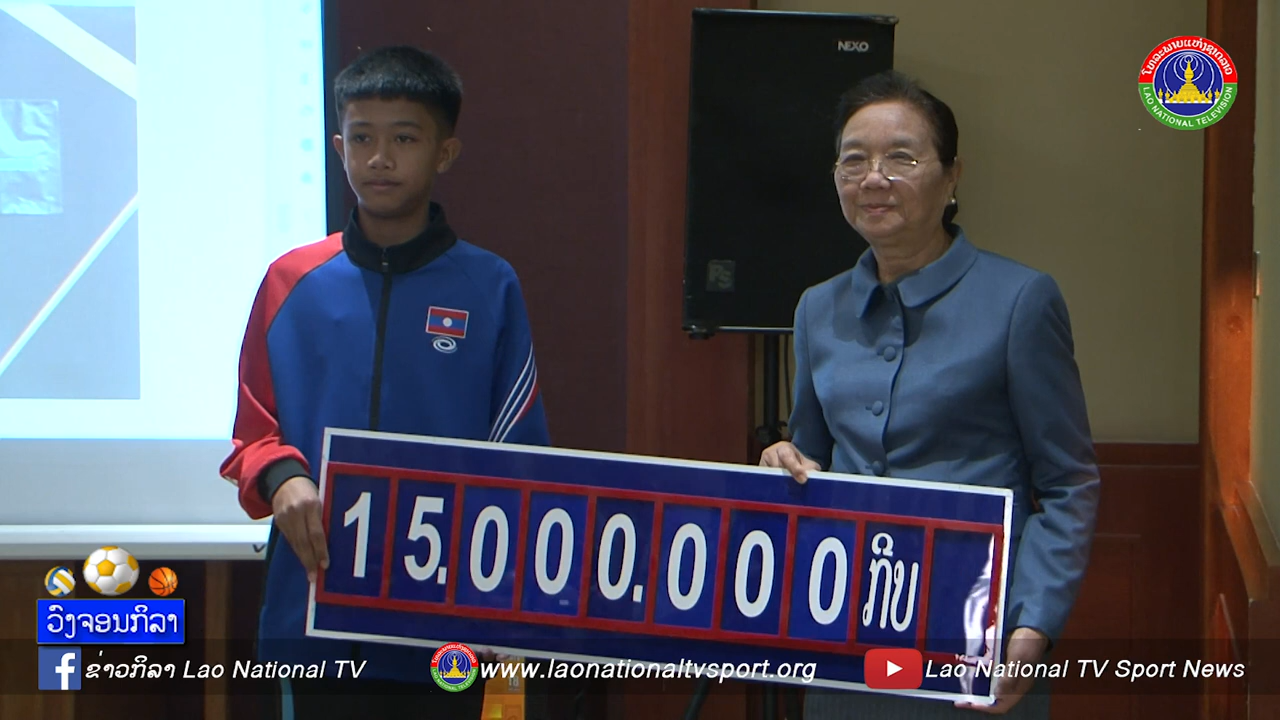 NEXO
ໂທລະພາບແຫ່ງຊາດລາວ
LAO NATIONAL TELEVISION
PS
15.000.000 ກີບ
ວົງຈອນກິລາ
ຂ່າວກິລາ Lao National TV
www.laonationaltvsport.org
Lao National TV Sport News